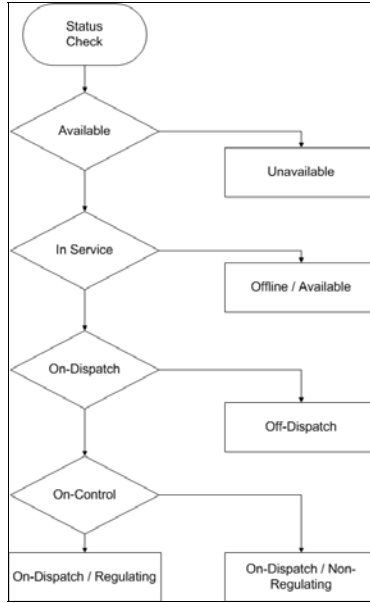 Status
Check
Available
Unavailable
In Service
Offline / Available
On-Dispatch
Off-Dispatch
On-Control
On-Dispatch / Regulating
On-Dispatch / Non-
Regulating